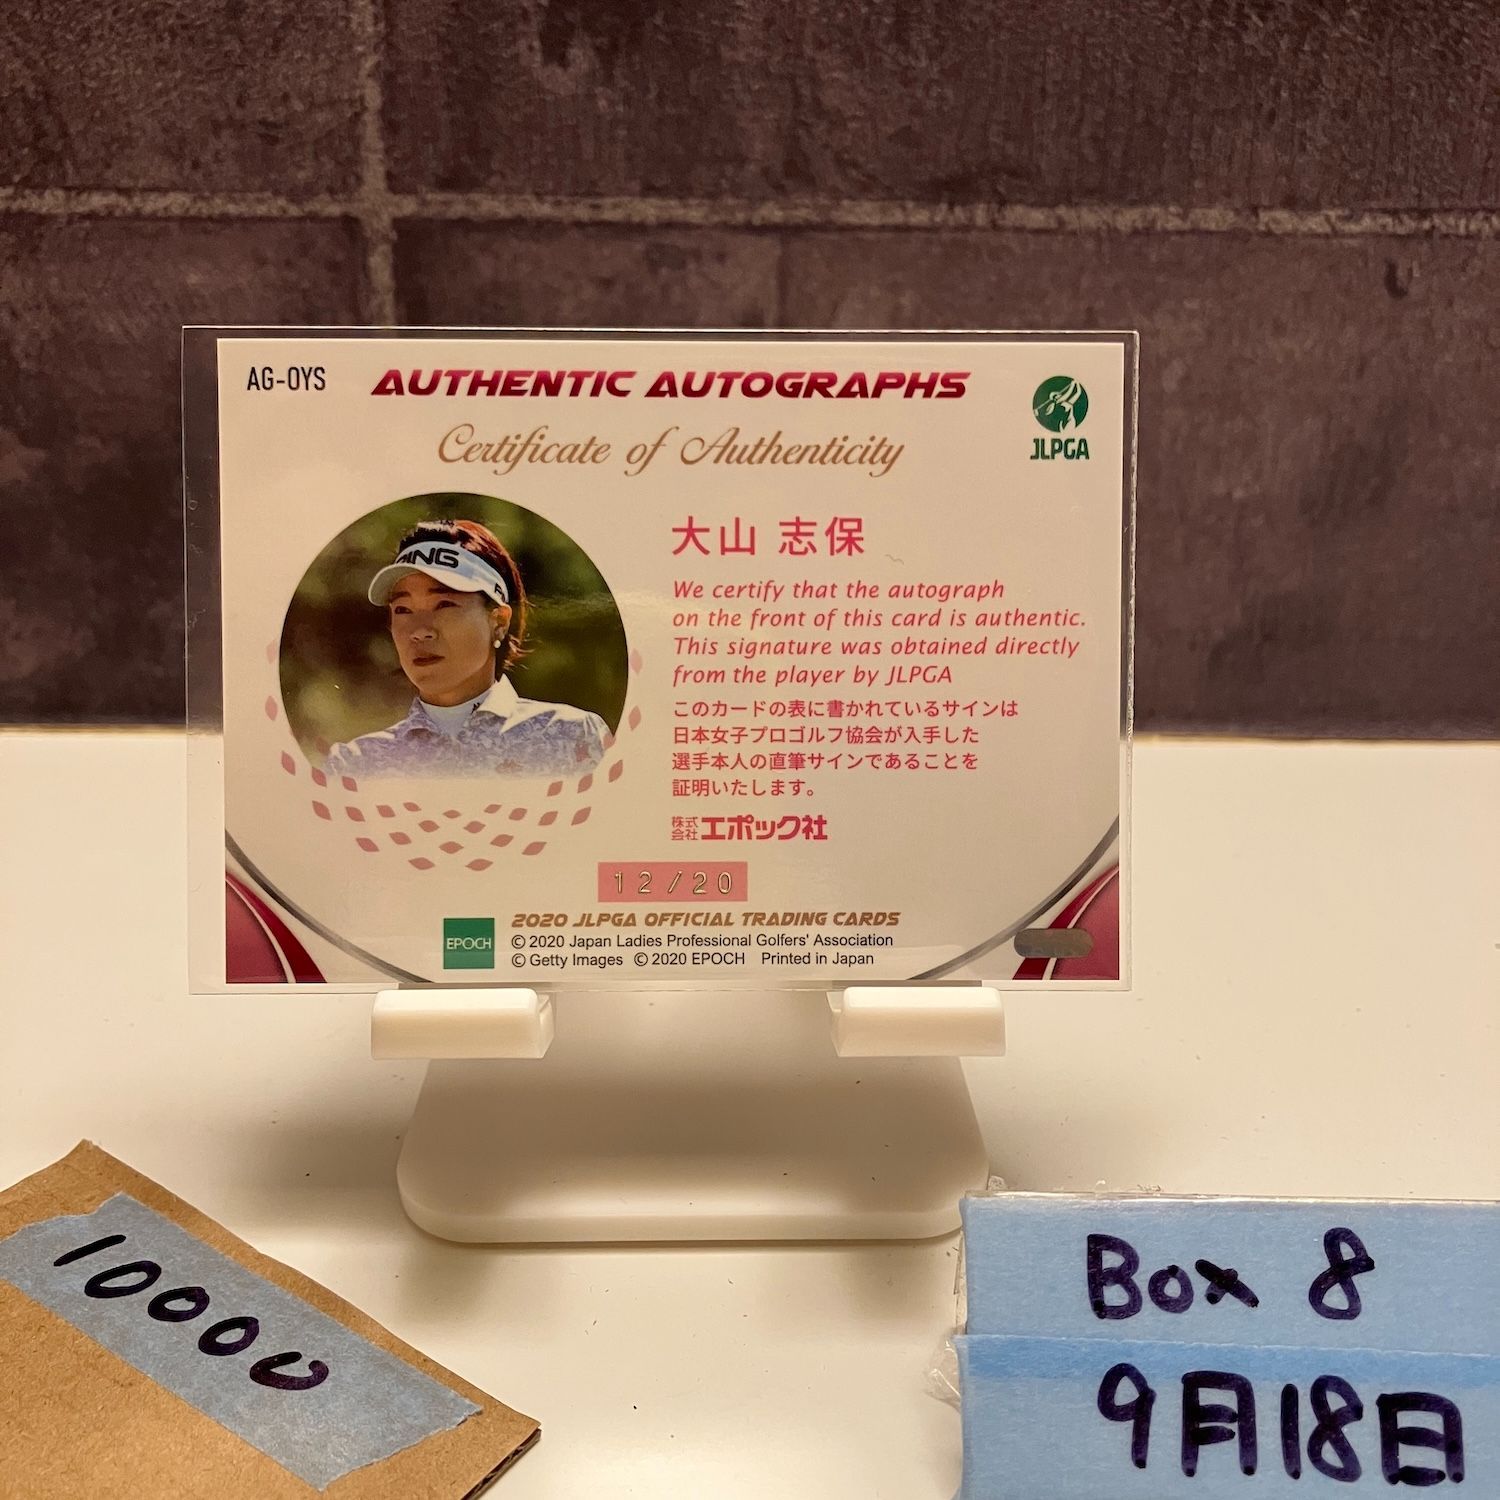 AG-OYS
AUTHENTIC AUTOGRAPHS
Certificate of Authenticity
JLPGA
PING
大山 志保
We certify that the autograph
on the front of this card is authentic.
This signature was obtained directly
from the player by JLPGA
このカードの表に書かれているサインは
日本女子プロゴルフ協会が入手した
選手本人の直筆サインであることを
証明いたします。
株式会社エポック社
12/20
EPOCH
2020 JLPGA OFFICIAL TRADING CARDS
© 2020 Japan Ladies Professional Golfers' Association
© Getty Images © 2020 EPOCH Printed in Japan
10000
Box 8
9月18日